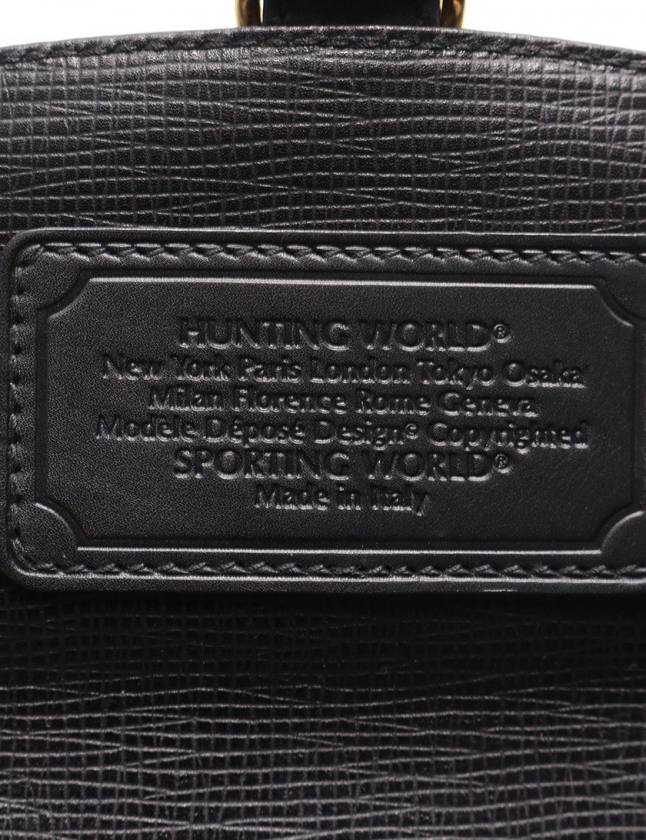 HUNTING WORLD®
New York Paris London Tokyo Osaka
Milan Florence Rome Geneva
Modèle Déposé Design© Copyrighted
SPORTING WORLD®
Made in Italy